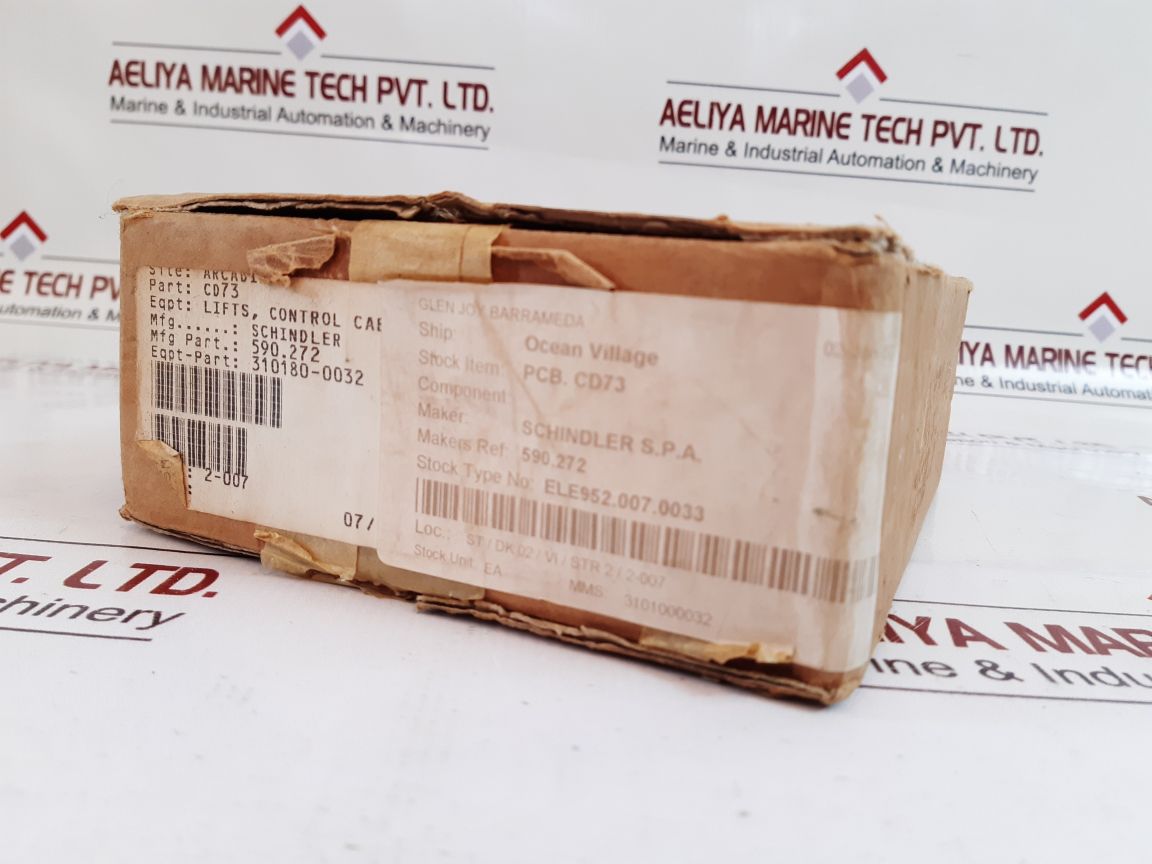 AELIYA MARINE TECH PVT. LTD.
Marine & Industrial Automation & Machinery
AELIYA MARINE TECH PVT. LTD.
Marine & Industrial Automation & Machinery
E TECH PV
utomation & M
IYA MARINE TEC
ne & Industrial Automat
Site:
Part: CD73
Eqpt: LIFTS, CONTROL CAB
Mfg......: SCHINDLER
Mfg Part.: 590.272
Eqpt-Part: 310180-0032
: 2-007
07/
GLEN JOY BARRAMEDA
Ship: Ocean Village
Stock Item: PCB. CD73
Component:
Maker: SCHINDLER S.P.A.
Makers Ref: 590.272
Stock Type No: ELE952.007.0033
Loc.: ST / DK 02 / VI / STR 2 / 2-007
Stock Unit: EA MMS: 3101000032
T. LTD.
chinery
AELIYA MAR
ine & Indu